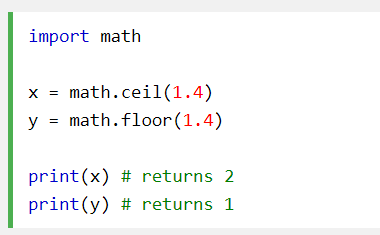 import math
x = math.ceil(1.4)
y = math.floor(1.4)
print(x) # returns 2
print(y) # returns 1